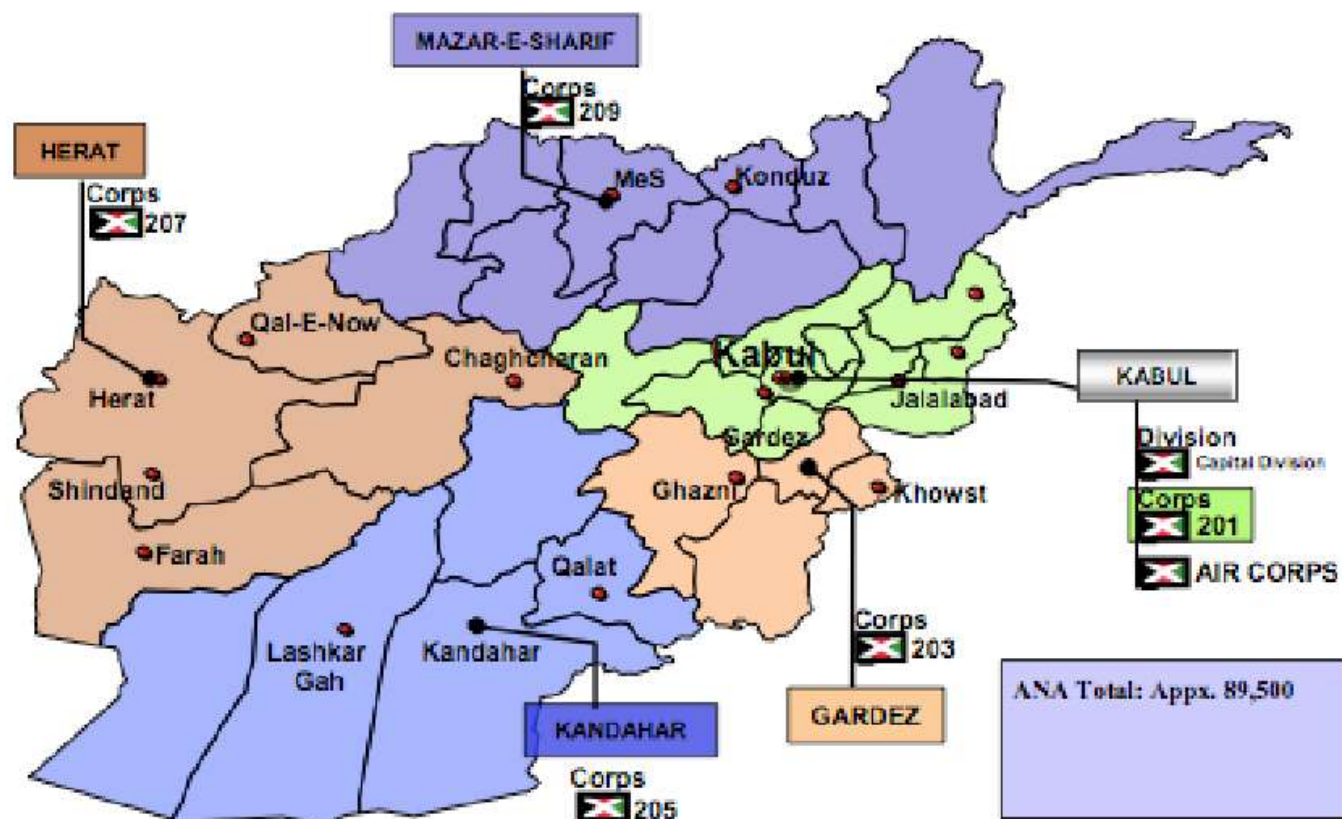 MAZAR-E-SHARIF
Corps
209
HERAT
Corps
207
MeS
Konduz
Qal-E-Now
Chaghcharan
Kabul
Herat
Jalalabad
KABUL
Division
Capital Division
Corps
201
AIR CORPS
Gardez
Shindand
Ghazni
Khowst
Farah
Qalat
Lashkar
Gah
Kandahar
Corps
203
GARDEZ
KANDAHAR
Corps
205
ANA Total: Appx. 89,500